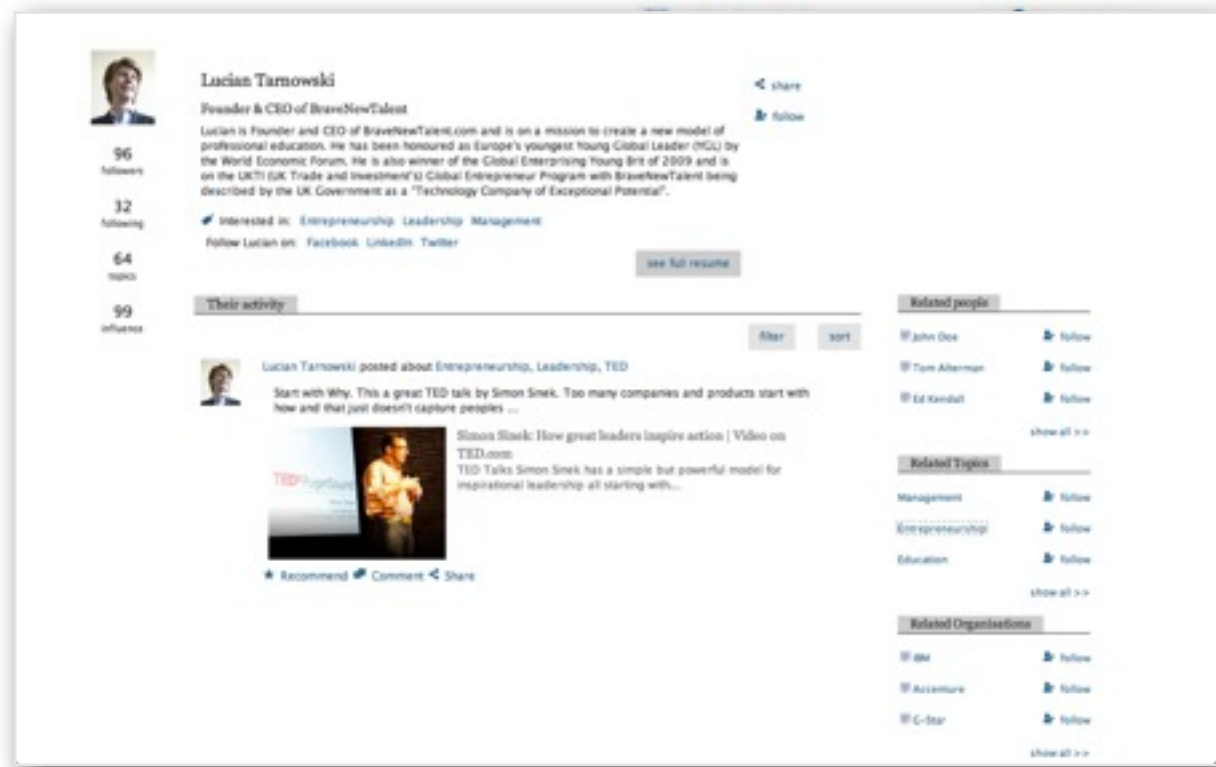 Lucian Tarnowski
Founder & CEO of BraveNewTalent
Lucian is Founder and CEO of BraveNewTalent.com and is on a mission to create a new model of
professional education. He has been honoured as Europe's youngest Young Global Leader (YGL) by
the World Economic Forum. He is also winner of the Global Enterprising Young Brit of 2009 and is
on the UKTI (UK Trade and Investment's) Global Entrepreneur Program with BraveNewTalent being
described by the UK Government as a "Technology Company of Exceptional Potential".
Interested in: Entrepreneurship Leadership Management
Follow Lucian on: Facebook LinkedIn Twitter
see full resume
share
follow
96
followers
32
following
64
topics
99
influence
Their activity
filter sort
Lucian Tarnowski posted about Entrepreneurship, Leadership, TED
Start with Why. This a great TED talk by Simon Sinek. Too many companies and products start with
how and that just doesn't capture peoples ...
TEDxPugetSound
Simon Sinek: How great leaders inspire action | Video on
TED.com
TED Talks Simon Sinek has a simple but powerful model for
inspirational leadership all starting with...
Recommend Comment Share
Related people
John Doe follow
Tom Alterman follow
Ed Kendall follow
show all >>
Related Topics
Management follow
Entrepreneurship follow
Education follow
show all >>
Related Organisations
IBM follow
Accenture follow
G-Star follow
show all >>